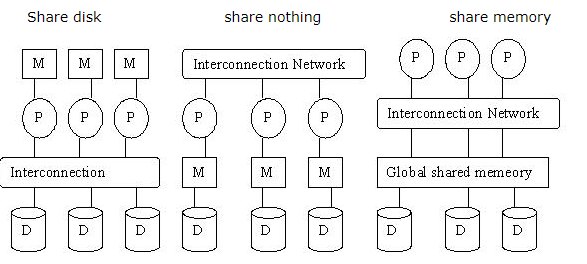 Share disk share nothing share memory
M M M Interconnection Network P P P
P P P P P P Interconnection Network
Interconnection M M M Global shared memeory
D D D D D D D D D